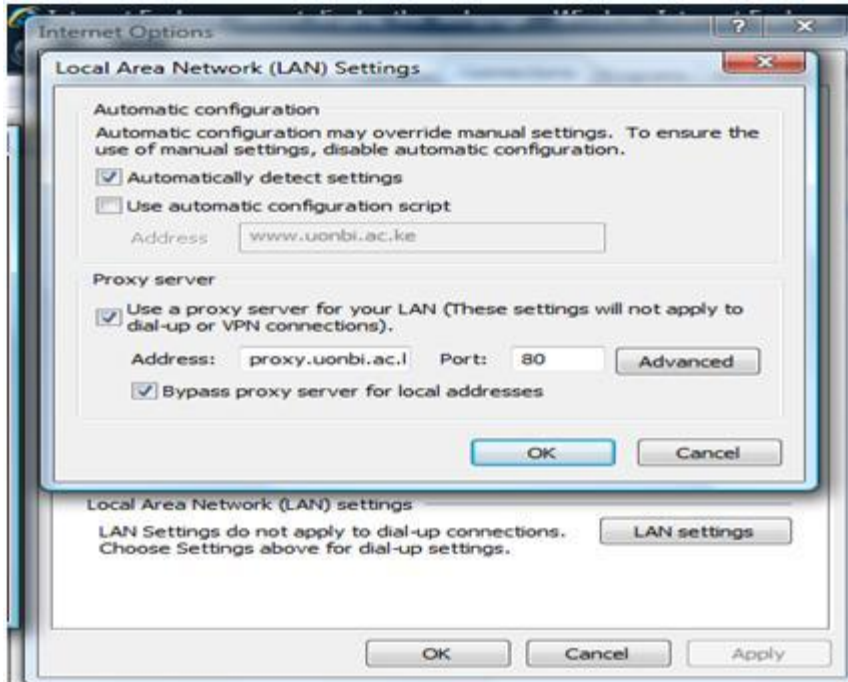 Internet Options
Local Area Network (LAN) Settings
Automatic configuration
Automatic configuration may override manual settings. To ensure the
use of manual settings, disable automatic configuration.
Automatically detect settings
Use automatic configuration script
Address www.uonbi.ac.ke
Proxy server
Use a proxy server for your LAN (These settings will not apply to
dial-up or VPN connections).
Address: proxy.uonbi.ac.l Port: 80 Advanced
Bypass proxy server for local addresses
OK Cancel
Local Area Network (LAN) settings
LAN Settings do not apply to dial-up connections.
Choose Settings above for dial-up settings.
LAN settings
OK Cancel Apply